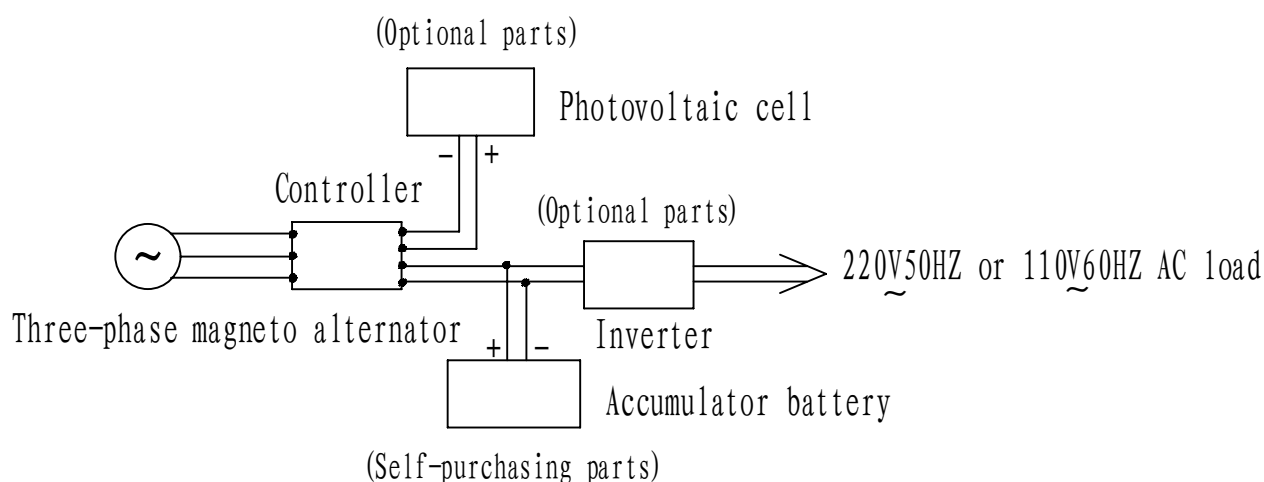 (Optional parts)
Photovoltaic cell
- +
Controller
(Optional parts)
~
220V50HZ or 110V60HZ AC load
~ ~
Three-phase magneto alternator
Inverter
+ -
Accumulator battery
(Self-purchasing parts)